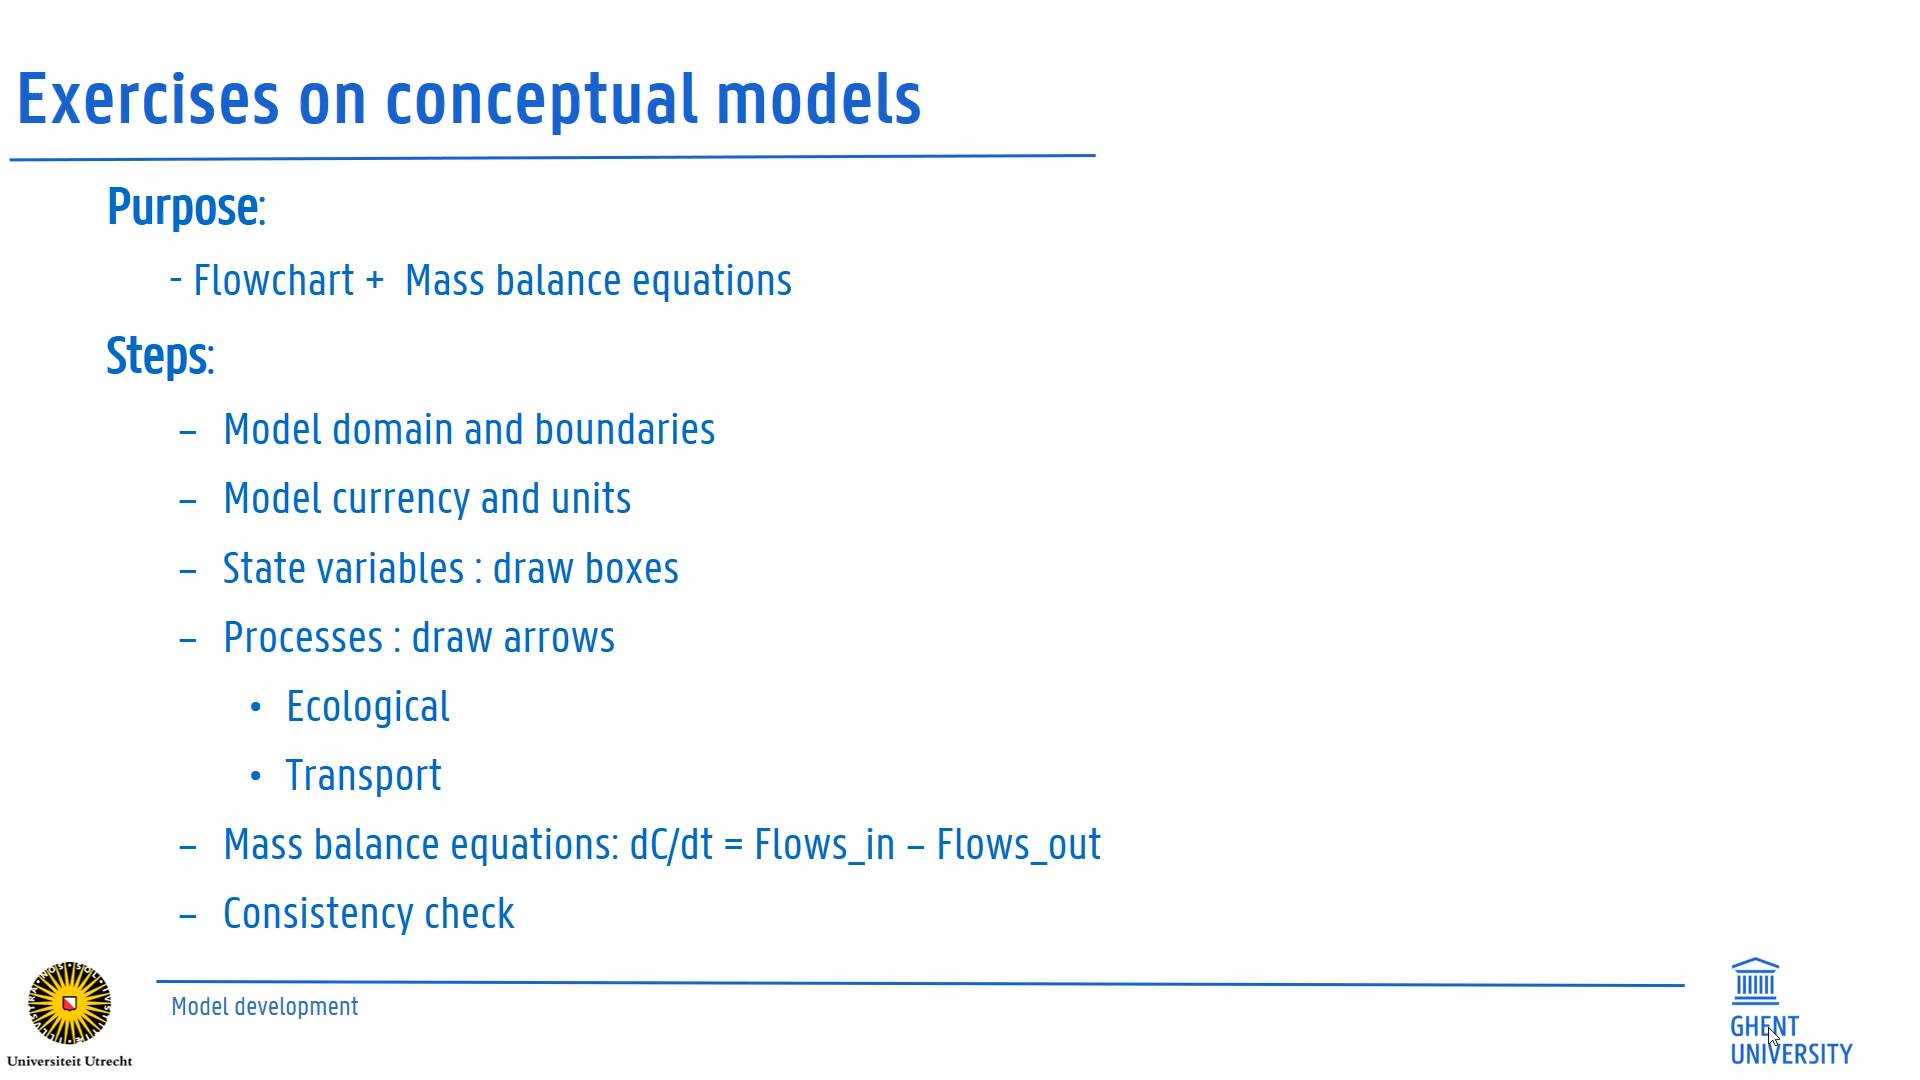 Exercises on conceptual models
Purpose:
- Flowchart + Mass balance equations
Steps:
– Model domain and boundaries
– Model currency and units
– State variables : draw boxes
– Processes : draw arrows
• Ecological
• Transport
– Mass balance equations: dC/dt = Flows_in – Flows_out
– Consistency check
Model development
Universiteit Utrecht
GHENT
UNIVERSITY